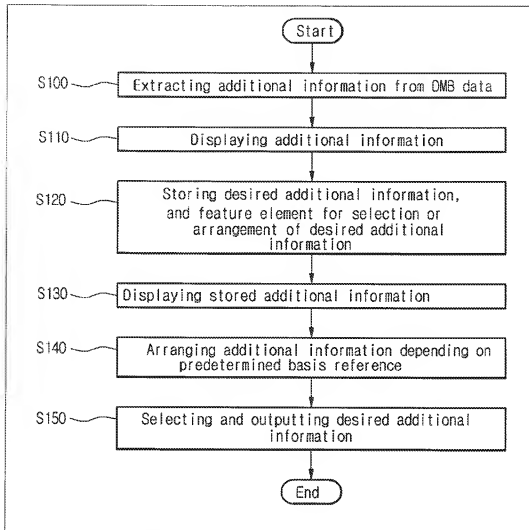 Start
S100
Extracting additional information from DMB data
S110
Displaying additional information
S120
Storing desired additional information,
and feature element for selection or
arrangement of desired additional
information
S130
Displaying stored additional information
S140
Arranging additional information depending on
predetermined basis reference
S150
Selecting and outputting desired additional
information
End